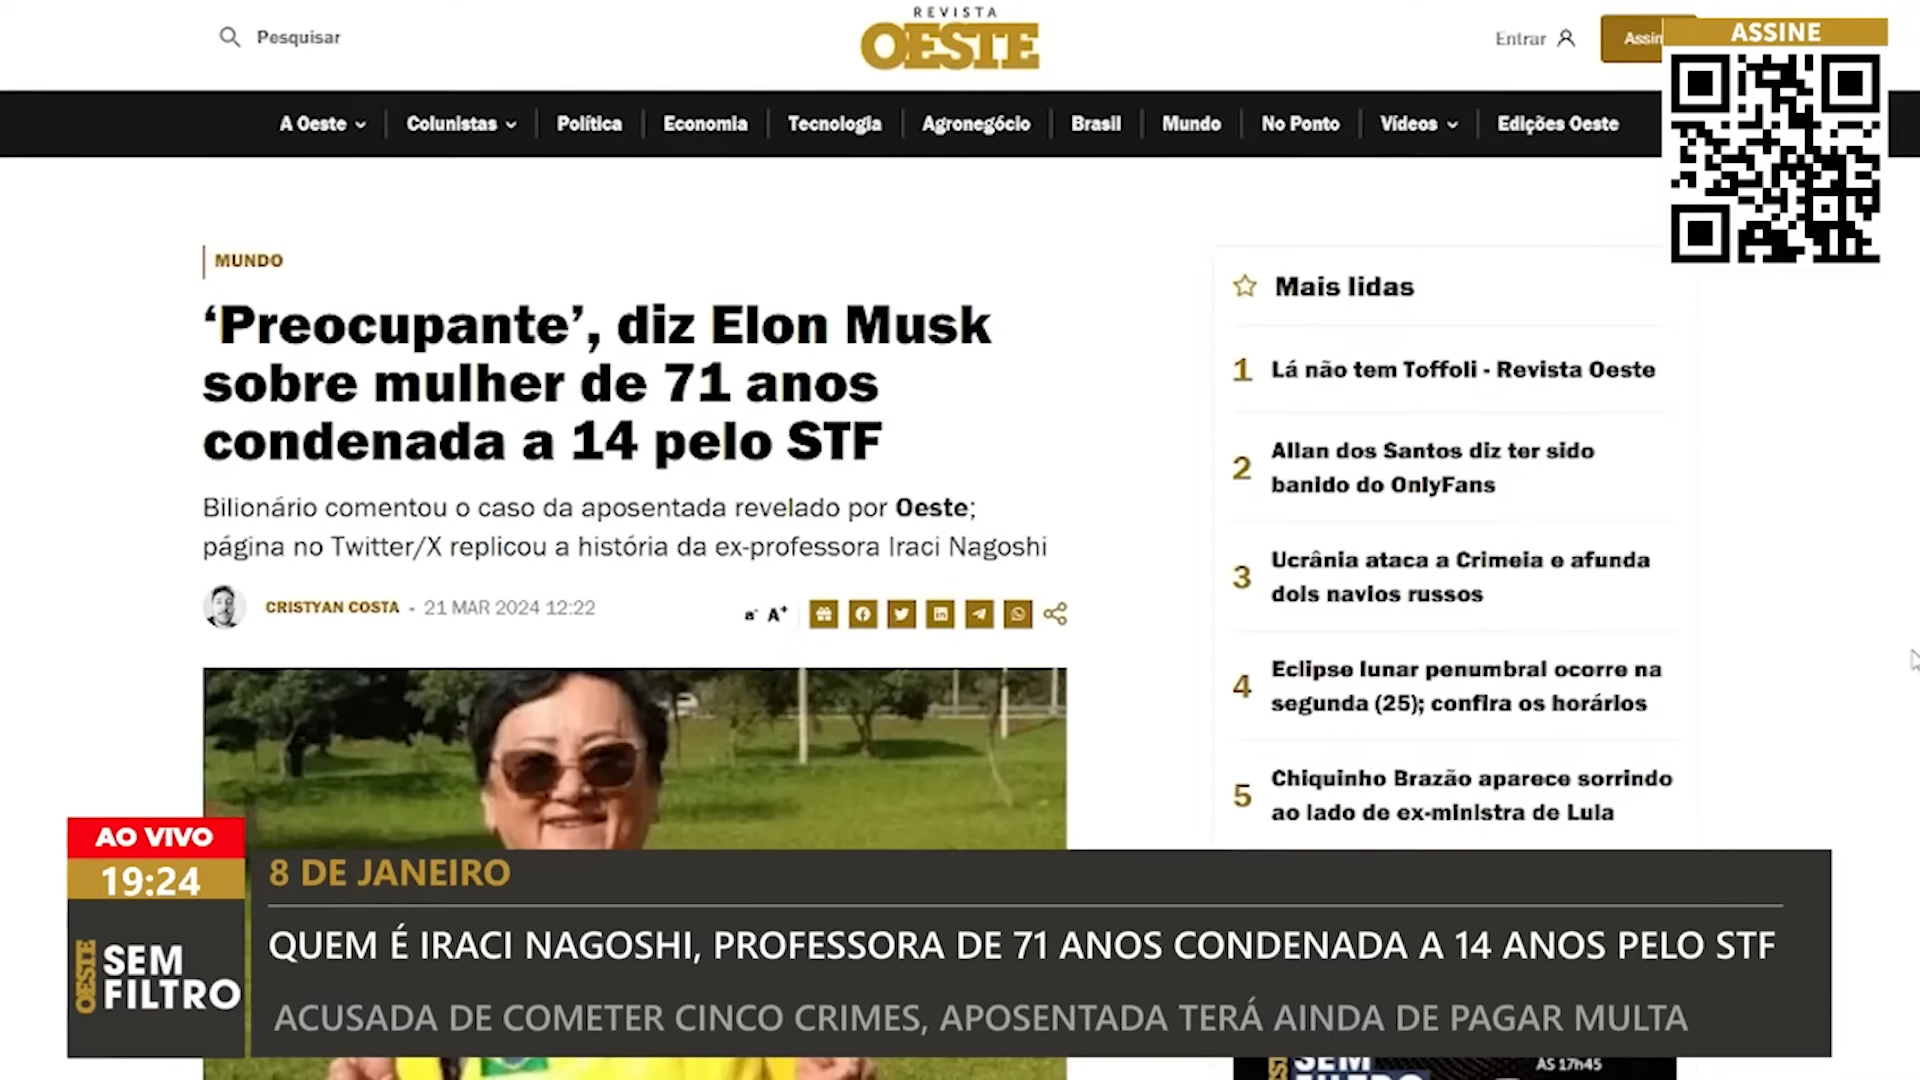 REVISTA
OESTE
Pesquisar
Entrar
ASSINE
A Oeste
Colunistas
Política
Economia
Tecnologia
Agronegócio
Brasil
Mundo
No Ponto
Vídeos
Edições Oeste
MUNDO
‘Preocupante’, diz Elon Musk
sobre mulher de 71 anos
condenada a 14 pelo STF
Bilionário comentou o caso da aposentada revelado por Oeste;
página no Twitter/X replicou a história da ex-professora Iraci Nagoshi
CRISTYAN COSTA - 21 MAR 2024 12:22
a- A+
Mais lidas
1 Lá não tem Toffoli - Revista Oeste
2 Allan dos Santos diz ter sido
banido do OnlyFans
3 Ucrânia ataca a Crimeia e afunda
dois navios russos
4 Eclipse lunar penumbral ocorre na
segunda (25); confira os horários
5 Chiquinho Brazão aparece sorrindo
ao lado de ex-ministra de Lula
AO VIVO
19:24
OESTE
SEM
FILTRO
8 DE JANEIRO
QUEM É IRACI NAGOSHI, PROFESSORA DE 71 ANOS CONDENADA A 14 ANOS PELO STF
ACUSADA DE COMETER CINCO CRIMES, APOSENTADA TERÁ AINDA DE PAGAR MULTA
SEM
ÀS 17h45